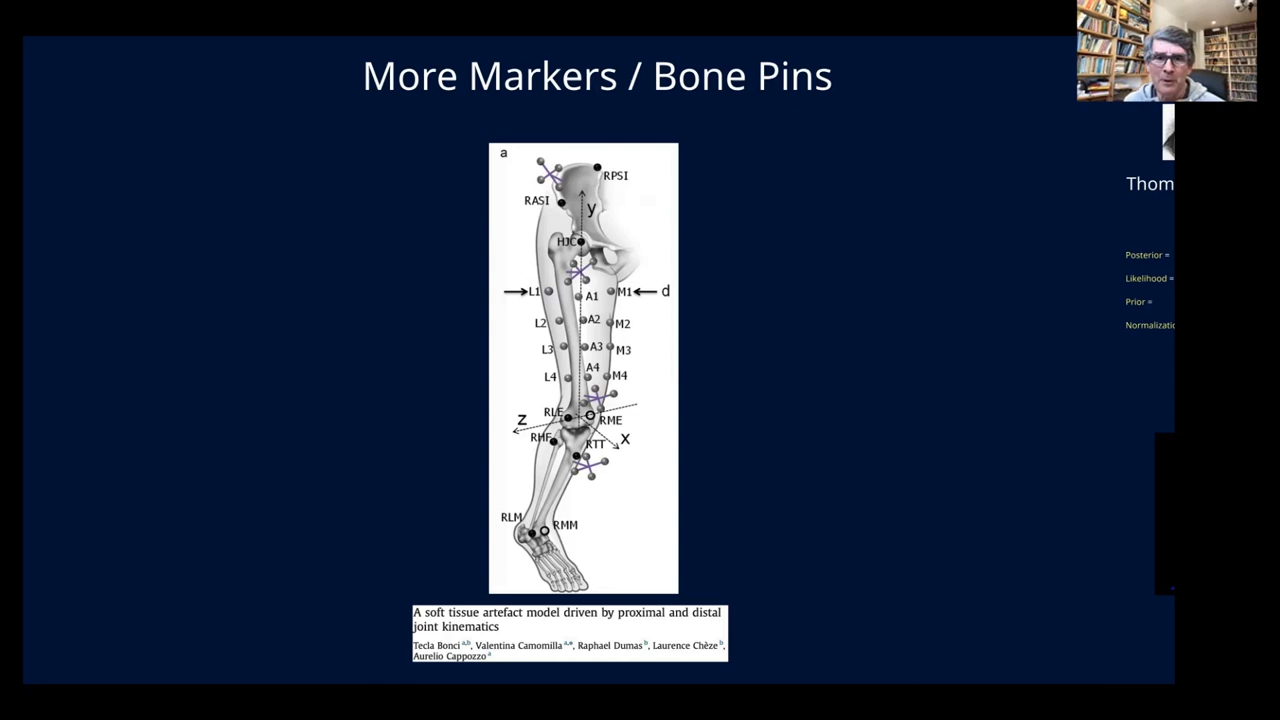 More Markers / Bone Pins
a
RPSI
RASI
y
HJC
L1
A1
M1
d
L2
A2
M2
L3
A3
M3
A4
L4
M4
RLE
RME
z
x
RHF
RTT
RLM
RMM
A soft tissue artefact model driven by proximal and distal
joint kinematics
Tecla Bonci a,b, Valentina Camomilla a,*, Raphael Dumas b, Laurence Chèze b,
Aurelio Cappozzo a
Thom
Posterior =
Likelihood =
Prior =
Normalizatic